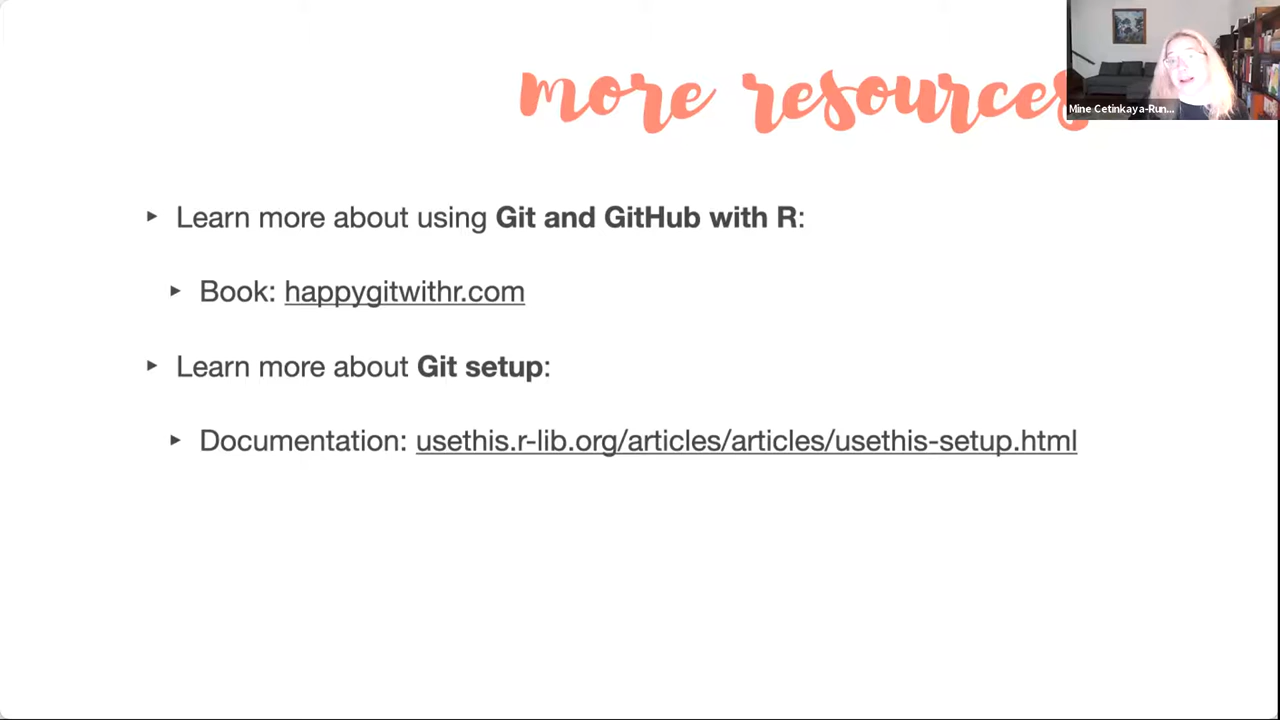 more resources
Mine Cetinkaya-Run...
▸ Learn more about using Git and GitHub with R:
▸ Book: happygitwithr.com
▸ Learn more about Git setup:
▸ Documentation: usethis.r-lib.org/articles/articles/usethis-setup.html